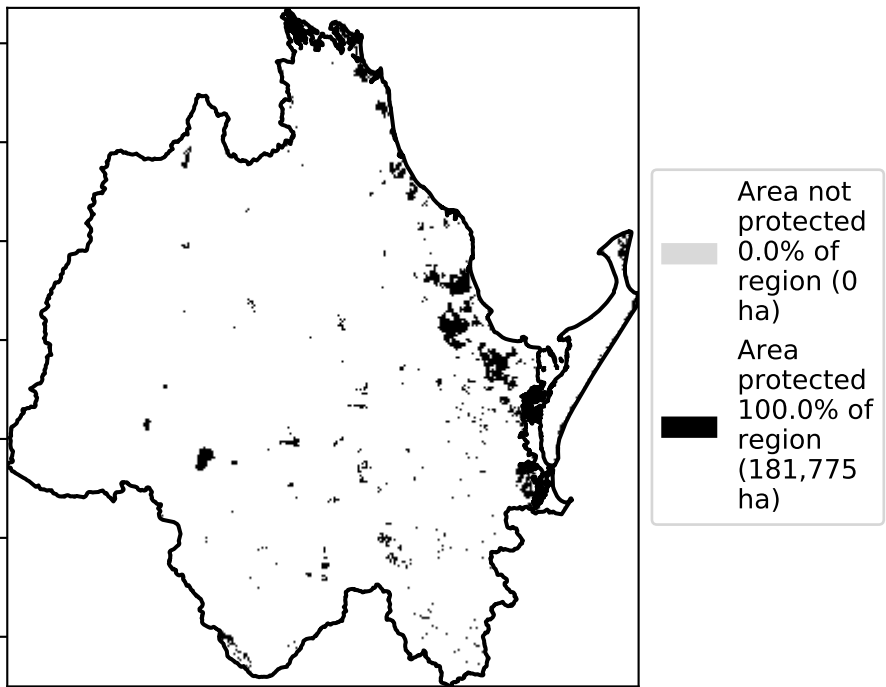 Area not
protected
0.0% of
region (0
ha)
Area
protected
100.0% of
region
(181,775
ha)